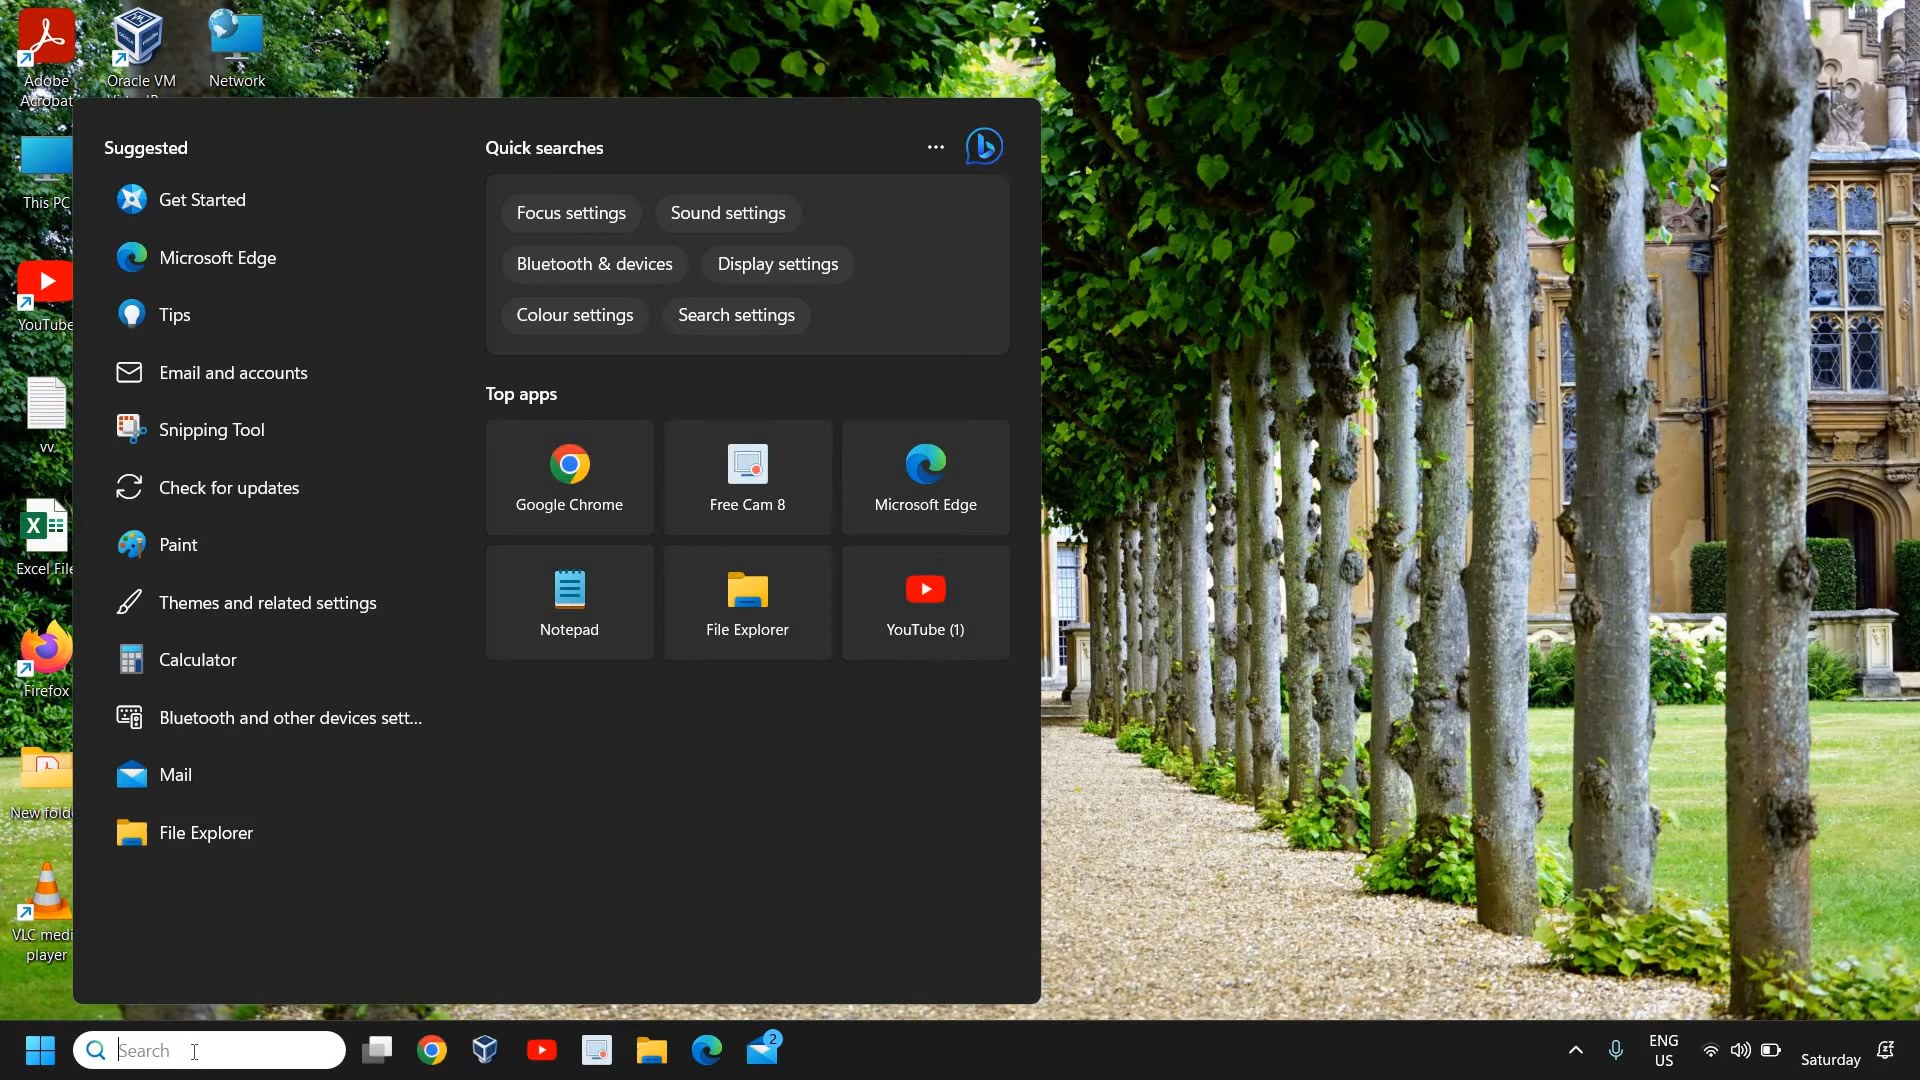 Adobe
Acrobat
Oracle VM
Network
This PC
YouTube
vv
Excel File
Firefox
New fold
VLC medi
player
Suggested
Get Started
Microsoft Edge
Tips
Email and accounts
Snipping Tool
Check for updates
Paint
Themes and related settings
Calculator
Bluetooth and other devices sett...
Mail
File Explorer
Quick searches
Focus settings
Sound settings
Bluetooth & devices
Display settings
Colour settings
Search settings
Top apps
Google Chrome
Free Cam 8
Microsoft Edge
Notepad
File Explorer
YouTube (1)
Search
2
ENG
US
Saturday